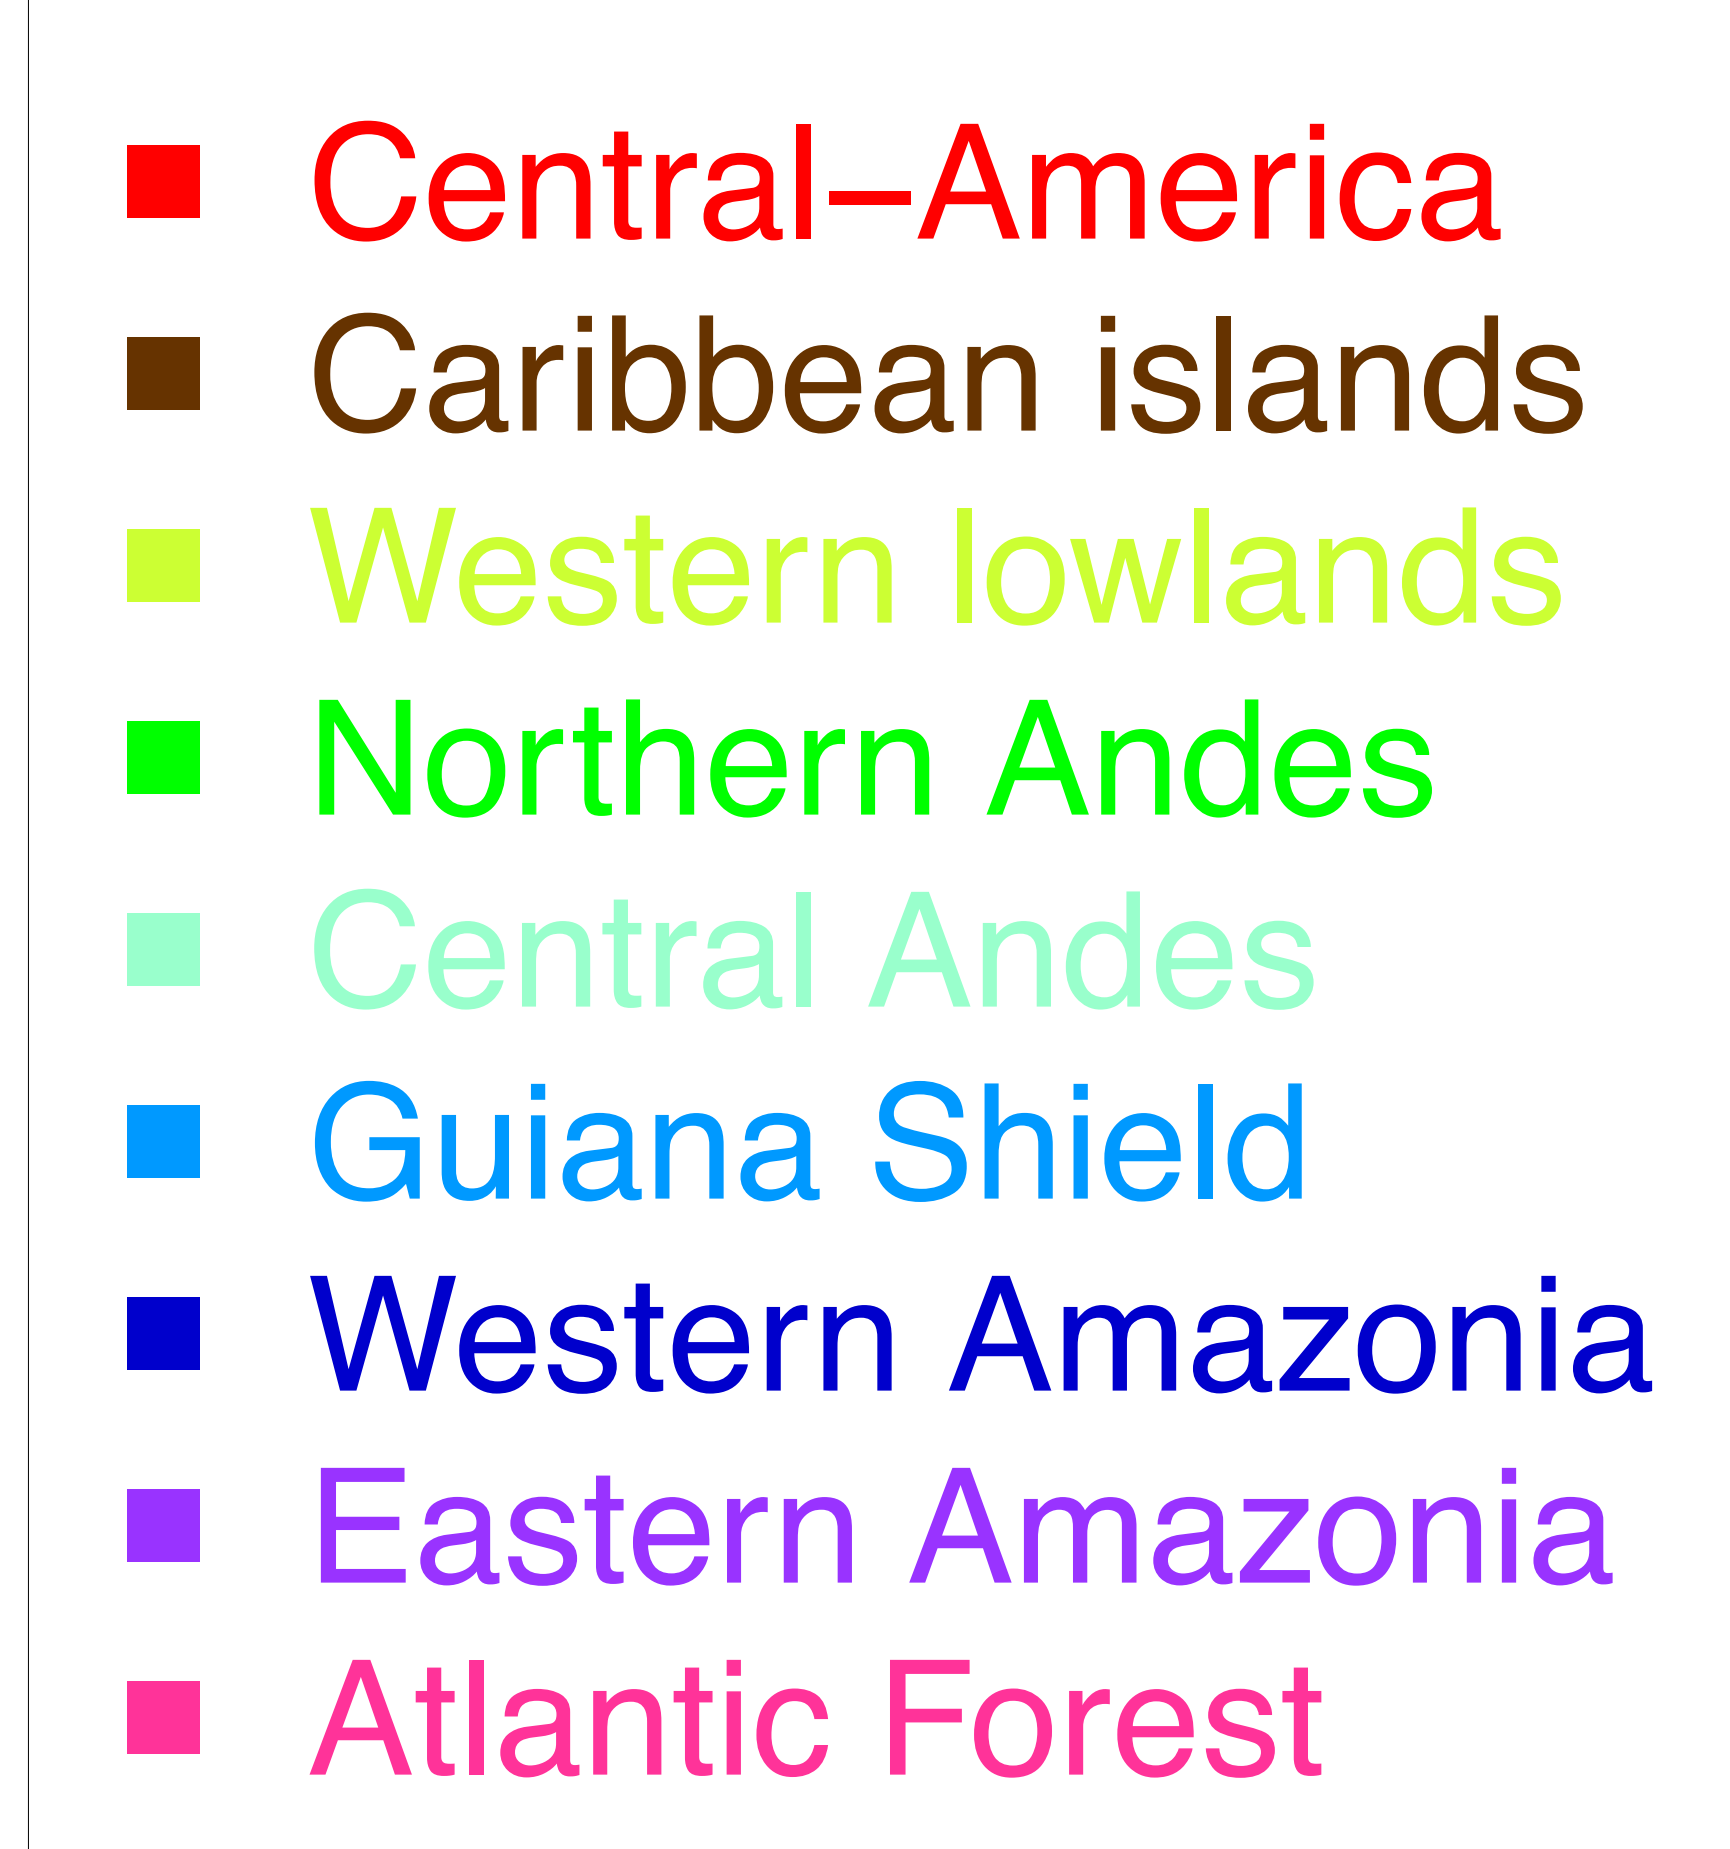 Central−America
Caribbean islands
Western lowlands
Northern Andes
Central Andes
Guiana Shield
Western Amazonia
Eastern Amazonia
Atlantic Forest